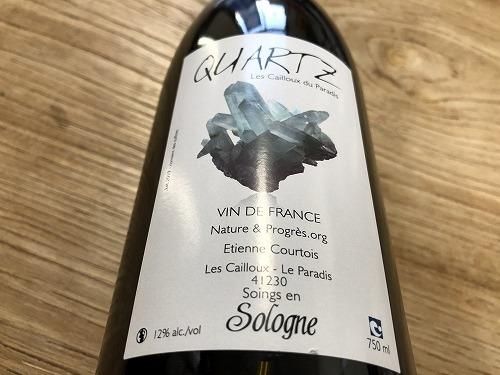 QUARTZ
Les Cailloux du Paradis
VIN DE FRANCE
Nature & Progrès.org
Etienne Courtois
Les Cailloux - Le Paradis
41230
Soings en
Sologne
12% alc./vol
750 ml